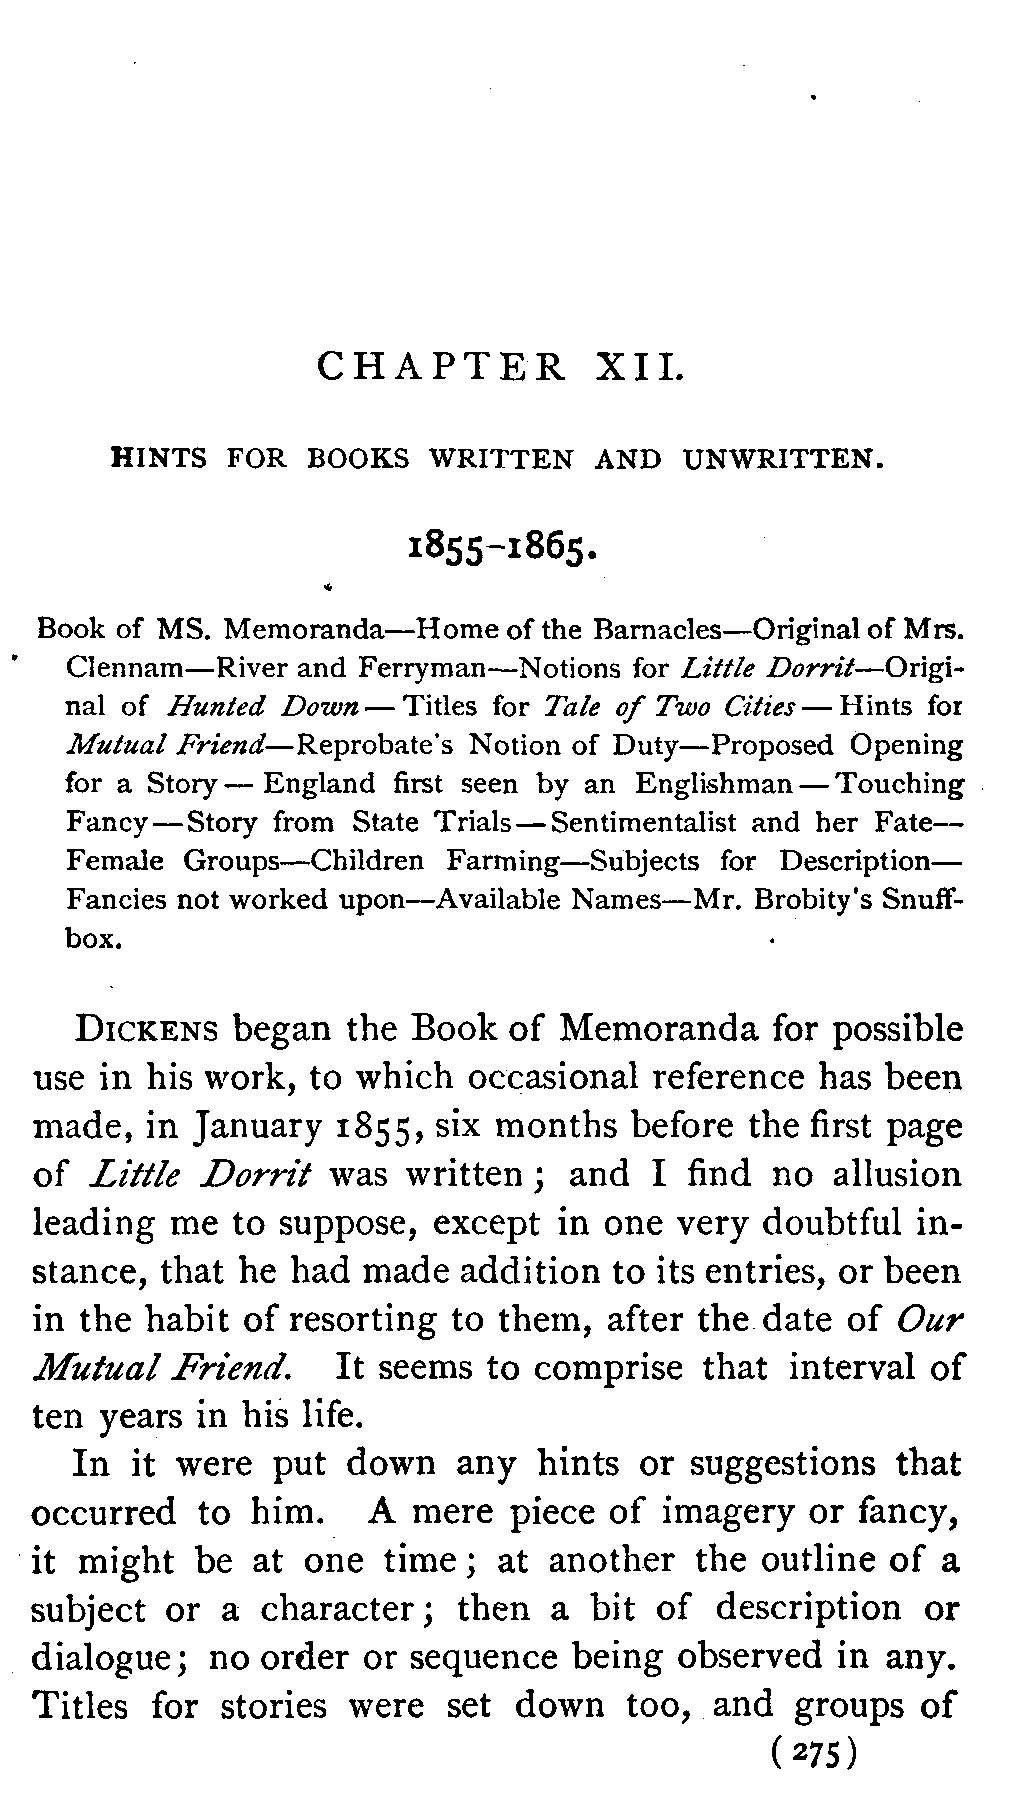 CHAPTER XII.
HINTS FOR BOOKS WRITTEN AND UNWRITTEN.
1855-1865.
Book of MS. Memoranda—Home of the Barnacles—Original of Mrs.
Clennam—River and Ferryman—Notions for Little Dorrit—Origi-
nal of Hunted Down—Titles for Tale of Two Cities—Hints for
Mutual Friend—Reprobate's Notion of Duty—Proposed Opening
for a Story—England first seen by an Englishman—Touching
Fancy—Story from State Trials—Sentimentalist and her Fate—
Female Groups—Children Farming—Subjects for Description—
Fancies not worked upon—Available Names—Mr. Brobity's Snuff-
box.
DICKENS began the Book of Memoranda for possible
use in his work, to which occasional reference has been
made, in January 1855, six months before the first page
of Little Dorrit was written; and I find no allusion
leading me to suppose, except in one very doubtful in-
stance, that he had made addition to its entries, or been
in the habit of resorting to them, after the date of Our
Mutual Friend. It seems to comprise that interval of
ten years in his life.
In it were put down any hints or suggestions that
occurred to him. A mere piece of imagery or fancy,
it might be at one time; at another the outline of a
subject or a character; then a bit of description or
dialogue; no order or sequence being observed in any.
Titles for stories were set down too, and groups of
(275)